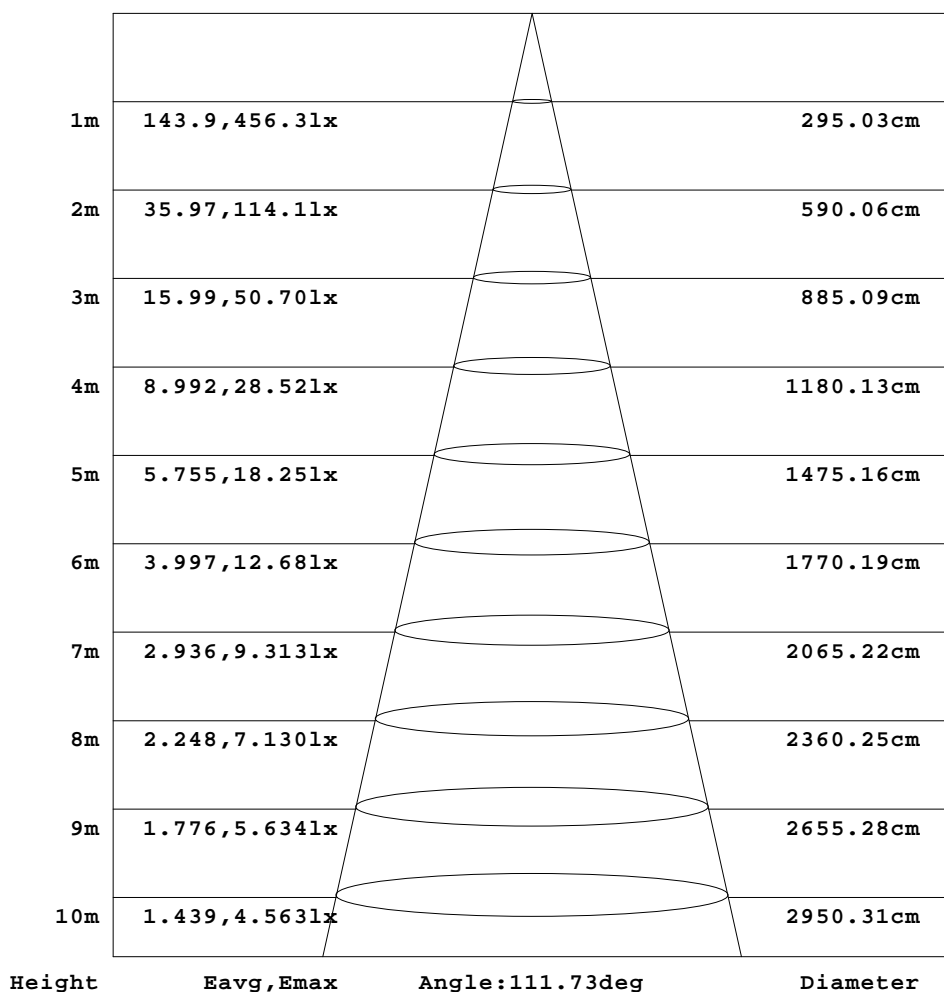 1m 143.9,456.3lx 295.03cm
2m 35.97,114.1lx 590.06cm
3m 15.99,50.70lx 885.09cm
4m 8.992,28.52lx 1180.13cm
5m 5.755,18.25lx 1475.16cm
6m 3.997,12.68lx 1770.19cm
7m 2.936,9.313lx 2065.22cm
8m 2.248,7.130lx 2360.25cm
9m 1.776,5.634lx 2655.28cm
10m 1.439,4.563lx 2950.31cm
Height Eavg,Emax Angle:111.73deg Diameter